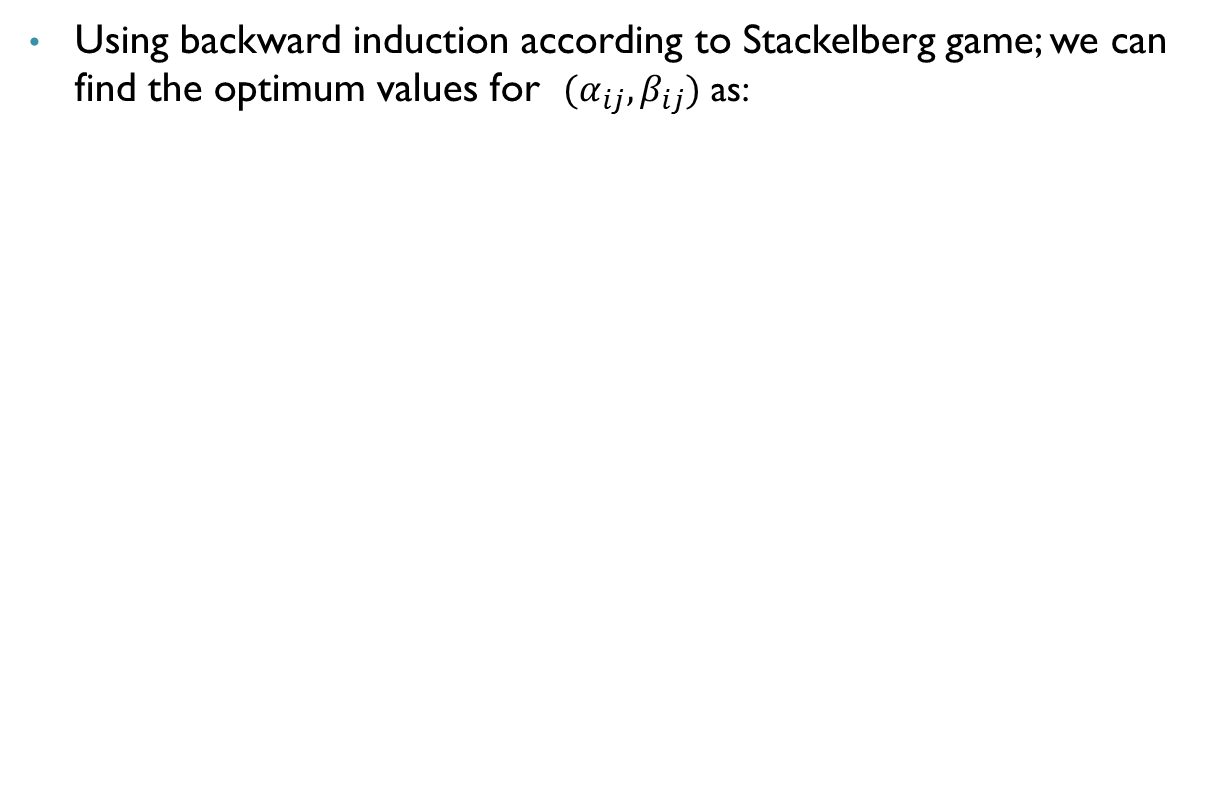 • Using backward induction according to Stackelberg game; we can
find the optimum values for (αᵢⱼ, βᵢⱼ) as: